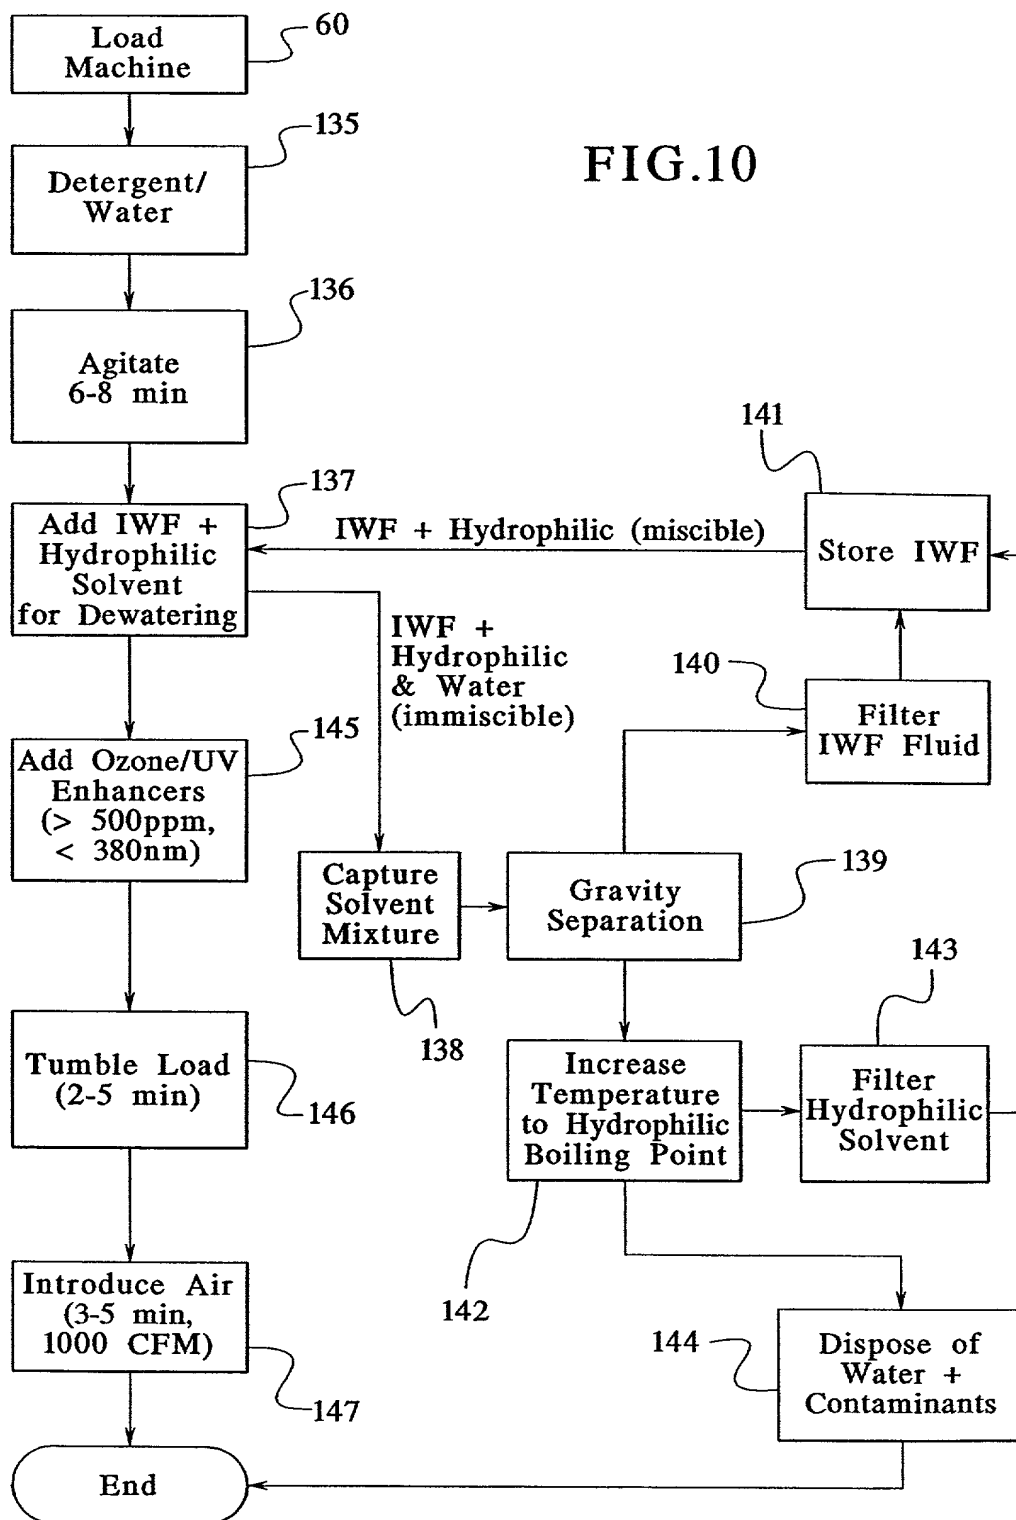 60
Load
Machine
135
FIG.10
Detergent/
Water
136
Agitate
6-8 min
137
141
Add IWF +
Hydrophilic
Solvent
for Dewatering
IWF + Hydrophilic (miscible)
Store IWF
IWF +
Hydrophilic
& Water
(immiscible)
140
Filter
IWF Fluid
145
Add Ozone/UV
Enhancers
(> 500ppm,
< 380nm)
Capture
Solvent
Mixture
138
Gravity
Separation
139
143
Tumble Load
(2-5 min)
146
Increase
Temperature
to Hydrophilic
Boiling Point
142
Filter
Hydrophilic
Solvent
Introduce Air
(3-5 min,
1000 CFM)
147
144
Dispose of
Water +
Contaminants
End